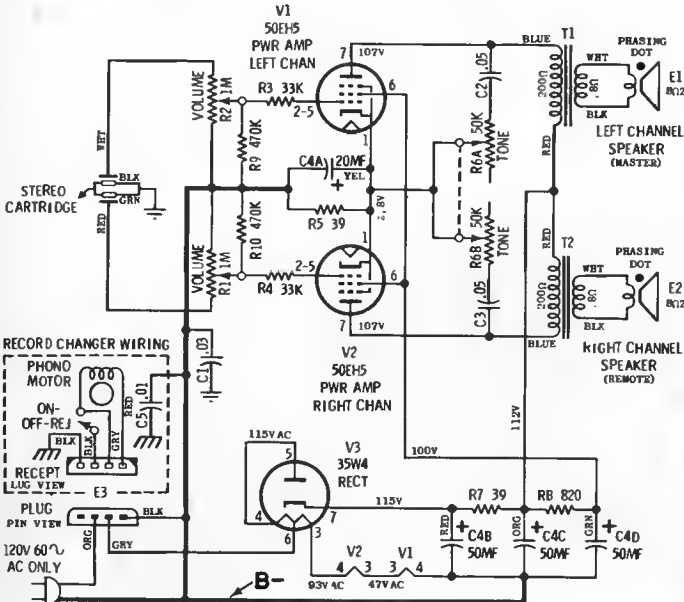 V1
50EH5
PWR AMP
LEFT CHAN
7 107V
6
2-5
1
VOLUME
R2 1M
R3 33K
R9 470K
C4A 20MF
+
YEL
R5 39
2.8V
WHT
BLK
GRN
RED
STEREO
CARTRIDGE
R10 470K
VOLUME
R1 1M
R4 33K
2-5
1
6
7 107V
V2
50EH5
PWR AMP
RIGHT CHAN
C2 .05
50K
R6A
TONE
50K
R6B
TONE
C3 .05
BLUE
T1
200Ω
.8Ω
WHT
BLK
PHASING
DOT
E1
8Ω
LEFT CHANNEL
SPEAKER
(MASTER)
RED
RED
T2
200Ω
.8Ω
WHT
BLK
BLUE
PHASING
DOT
E2
8Ω
RIGHT CHANNEL
SPEAKER
(REMOTE)
RECORD CHANGER WIRING
PHONO
MOTOR
ON-
OFF-REJ
BLK
BLK
GRY
RED
C5 .01
RECEPT
LUG VIEW
E3
C1 .03
PLUG
PIN VIEW
BLK
ORG
GRY
120V 60∿
AC ONLY
B-
115V AC
V3
35W4
RECT
5
4
6
3
7
115V
112V
100V
R7 39
R8 820
RED
+
C4B
50MF
ORG
+
C4C
50MF
GRN
+
C4D
50MF
V2
4 3
V1
3 4
93V AC
47V AC